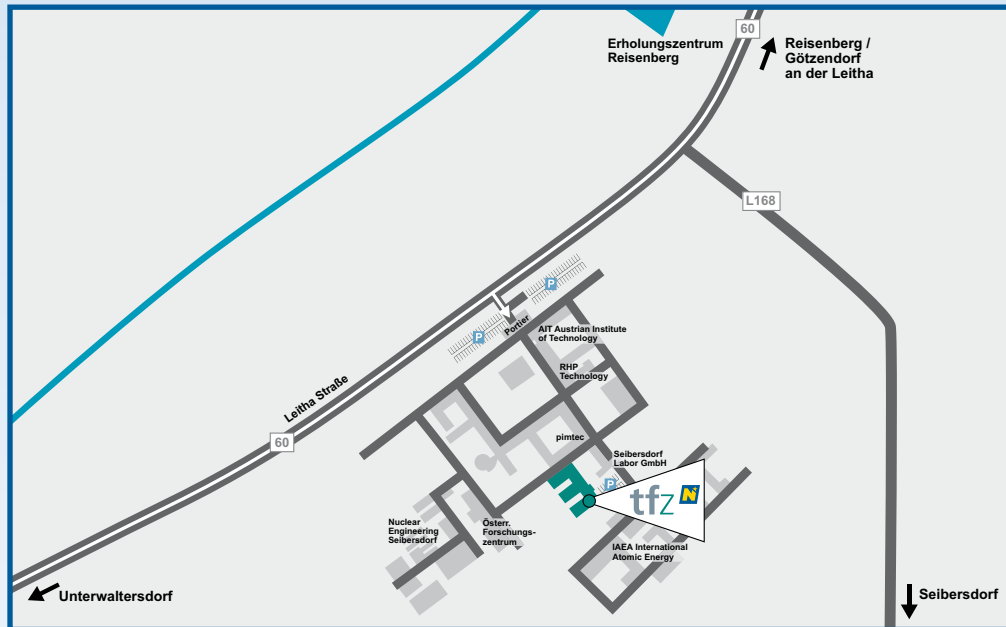 60
Erholungszentrum
Reisenberg
Reisenberg /
Götzendorf
an der Leitha
L168
P
P
Portier
AIT Austrian Institute
of Technology
RHP
Technology
Leitha Straße
60
pimtec
Seibersdorf
Labor GmbH
P
tfz
N
Nuclear
Engineering
Seibersdorf
Österr.
Forschungs-
zentrum
IAEA International
Atomic Energy
Unterwaltersdorf
Seibersdorf